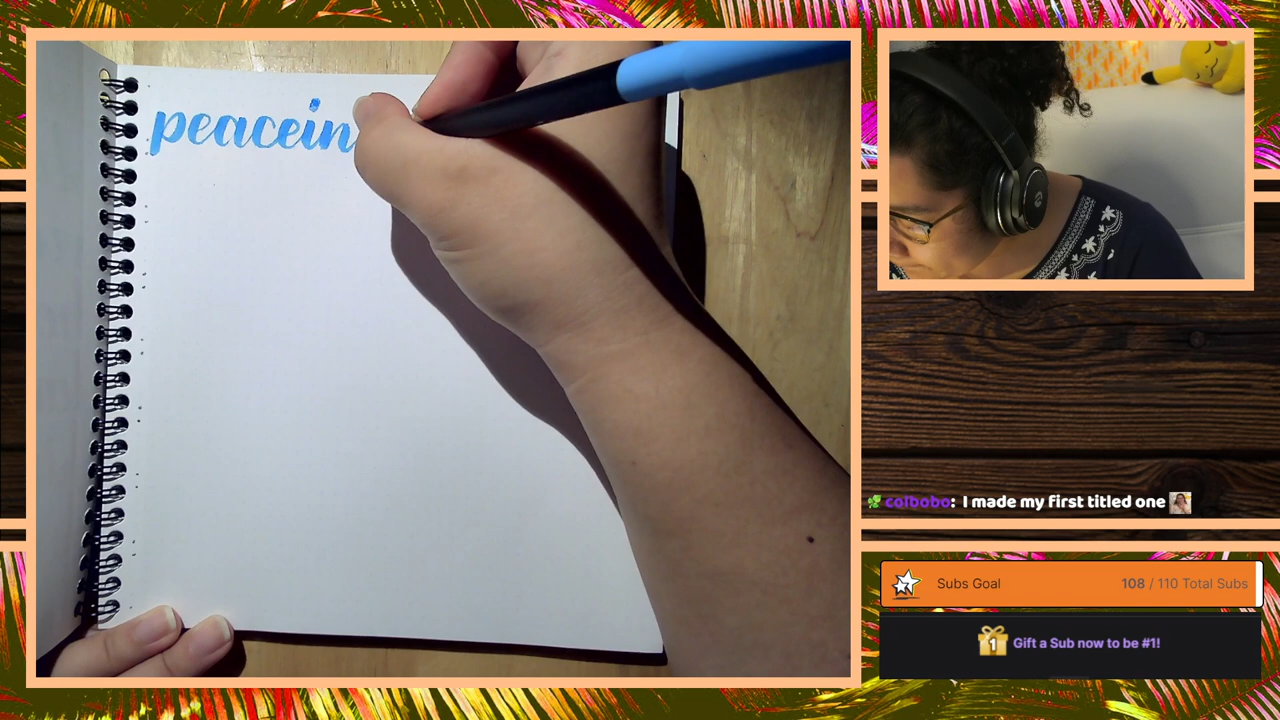 peacein
colbobo: I made my first titled one
Subs Goal 108 / 110 Total Subs
1 Gift a Sub now to be #1!